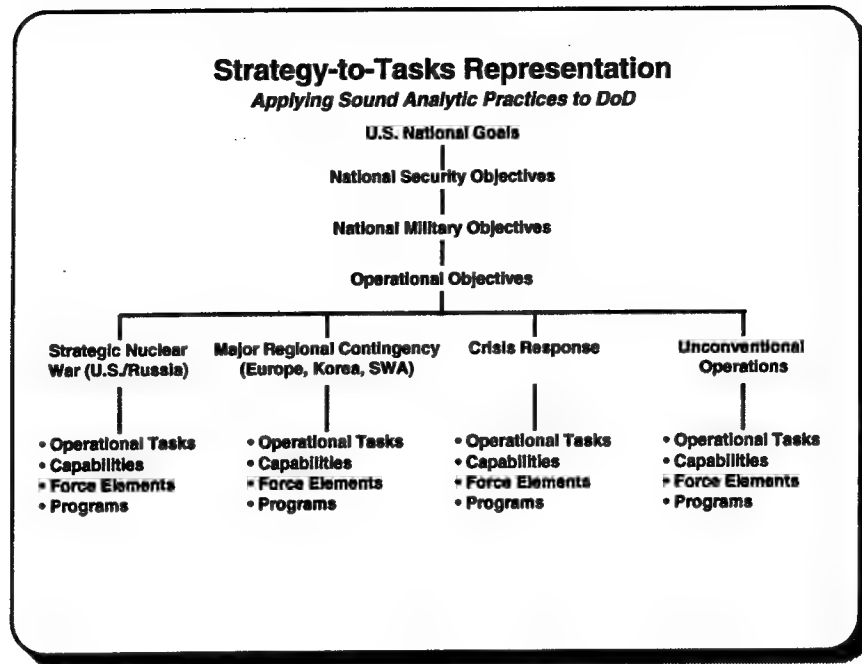 Strategy-to-Tasks Representation
Applying Sound Analytic Practices to DoD
U.S. National Goals
National Security Objectives
National Military Objectives
Operational Objectives
Strategic Nuclear
War (U.S./Russia)
• Operational Tasks
• Capabilities
• Force Elements
• Programs
Major Regional Contingency
(Europe, Korea, SWA)
• Operational Tasks
• Capabilities
• Force Elements
• Programs
Crisis Response
• Operational Tasks
• Capabilities
• Force Elements
• Programs
Unconventional
Operations
• Operational Tasks
• Capabilities
• Force Elements
• Programs